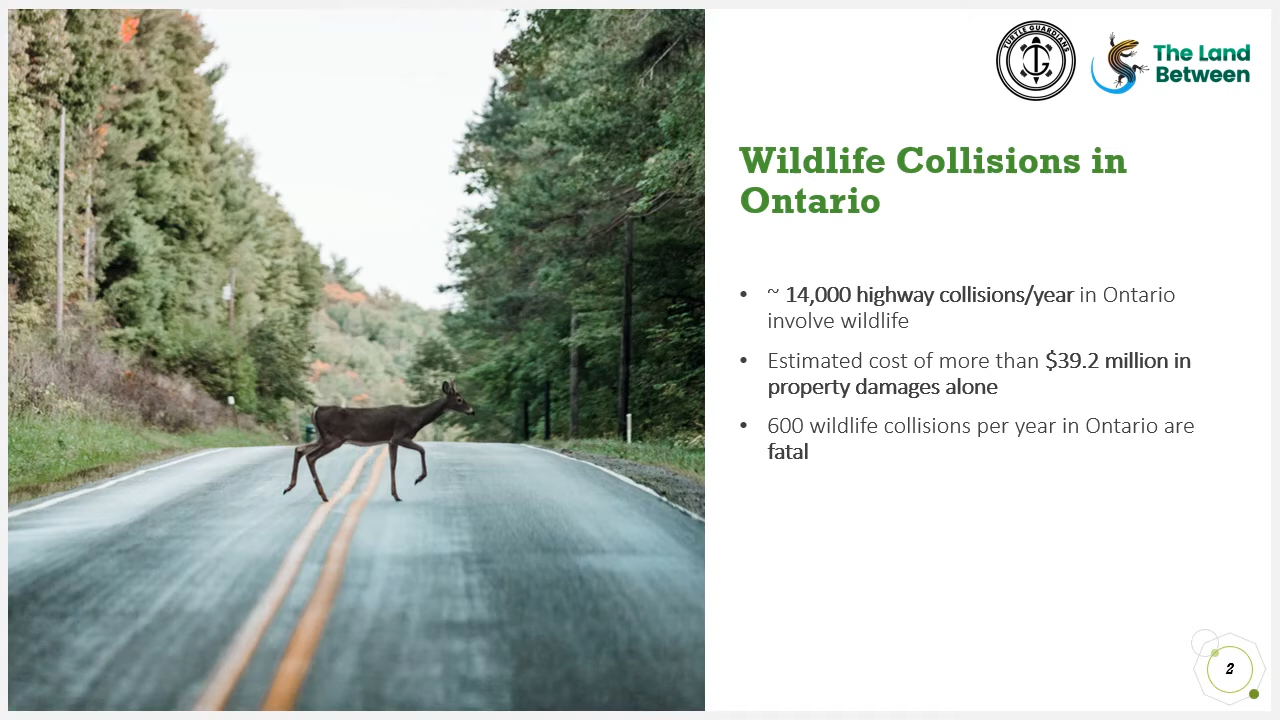 TURTLE GUARDIANS
The Land
Between
Wildlife Collisions in
Ontario
• ~ 14,000 highway collisions/year in Ontario
involve wildlife
• Estimated cost of more than $39.2 million in
property damages alone
• 600 wildlife collisions per year in Ontario are
fatal
2